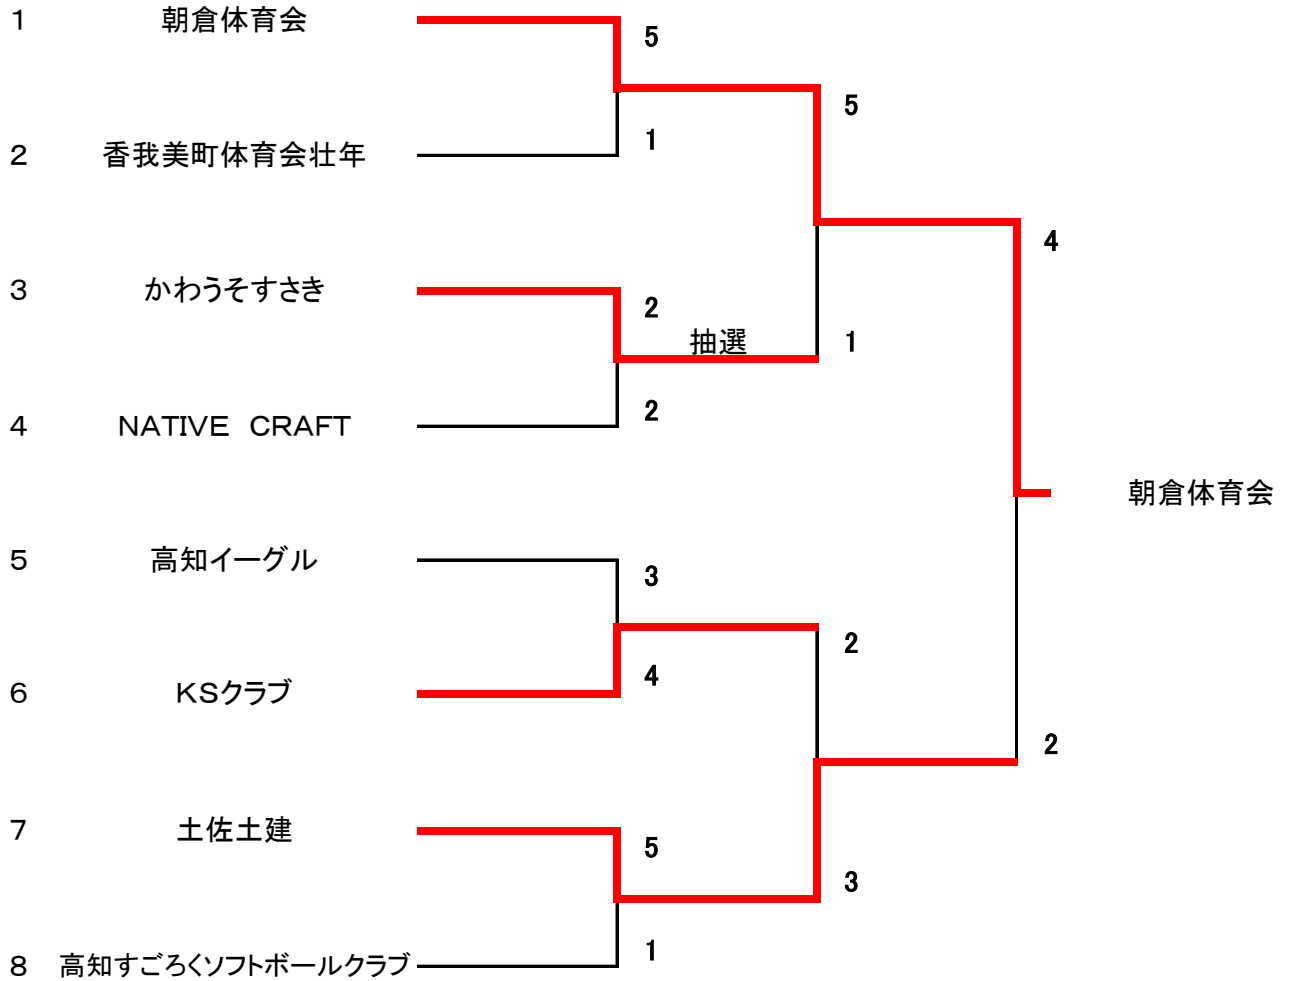 1 朝倉体育会
5
5
2 香我美町体育会壮年
1
4
3 かわうそすさき
2
抽選
1
4 NATIVE CRAFT
2
朝倉体育会
5 高知イーグル
3
2
6 KSクラブ
4
2
7 土佐土建
5
3
8 高知すごろくソフトボールクラブ
1